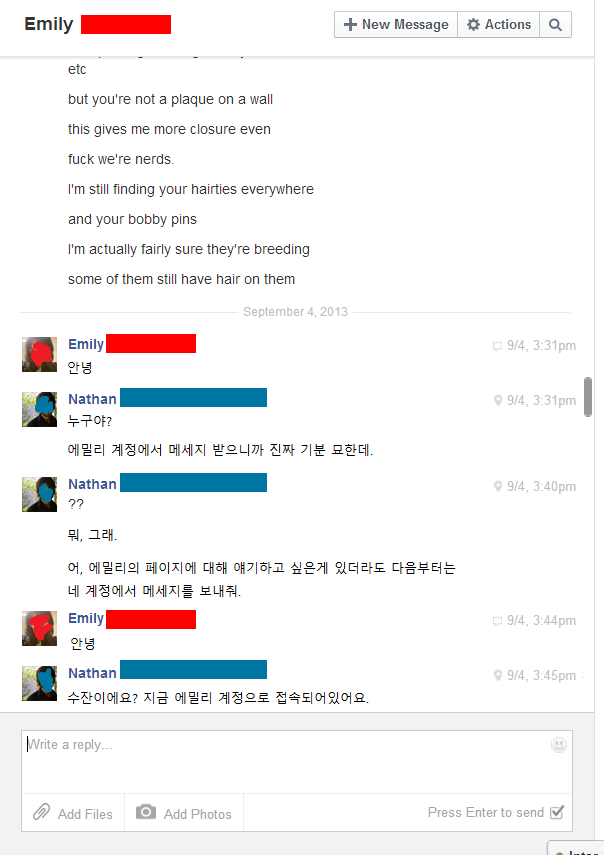 Emily
New Message
Actions
etc
but you're not a plaque on a wall
this gives me more closure even
fuck we're nerds.
I'm still finding your hairties everywhere
and your bobby pins
I'm actually fairly sure they're breeding
some of them still have hair on them
September 4, 2013
Emily
9/4, 3:31pm
안녕
Nathan
9/4, 3:31pm
누구야?
에밀리 계정에서 메세지 받으니까 진짜 기분 묘한데.
Nathan
9/4, 3:40pm
??
뭐, 그래.
어, 에밀리의 페이지에 대해 얘기하고 싶은게 있더라도 다음부터는
네 계정에서 메세지를 보내줘.
Emily
9/4, 3:44pm
안녕
Nathan
9/4, 3:45pm
수잔이에요? 지금 에밀리 계정으로 접속되어있어요.
Write a reply...
Add Files
Add Photos
Press Enter to send